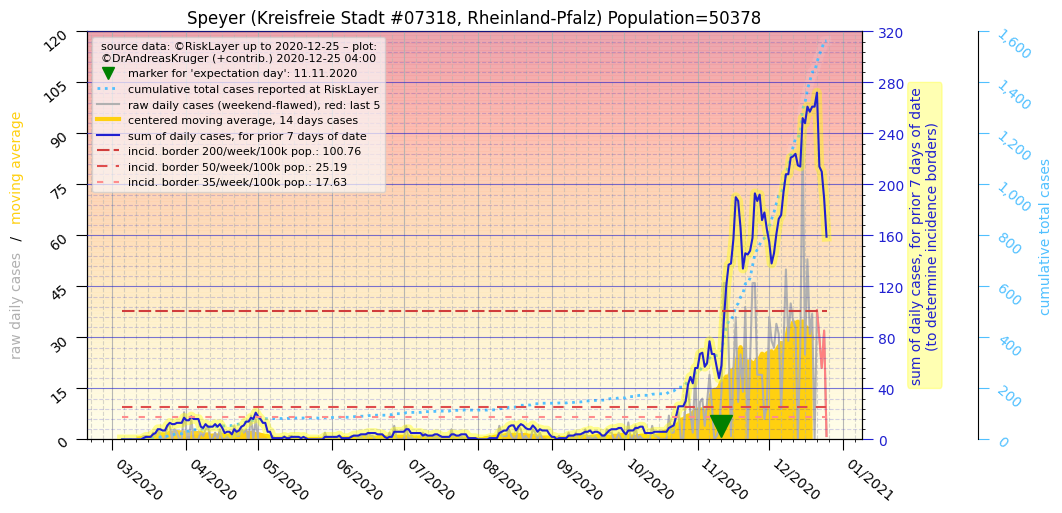 Speyer (Kreisfreie Stadt #07318, Rheinland-Pfalz) Population=50378
source data: ©RiskLayer up to 2020-12-25 – plot:
©DrAndreasKruger (+contrib.) 2020-12-25 04:00
marker for 'expectation day': 11.11.2020
cumulative total cases reported at RiskLayer
raw daily cases (weekend-flawed), red: last 5
centered moving average, 14 days cases
sum of daily cases, for prior 7 days of date
incid. border 200/week/100k pop.: 100.76
incid. border 50/week/100k pop.: 25.19
incid. border 35/week/100k pop.: 17.63
raw daily cases / moving average
120
105
90
75
60
45
30
15
0
03/2020
04/2020
05/2020
06/2020
07/2020
08/2020
09/2020
10/2020
11/2020
12/2020
01/2021
320
280
240
200
160
120
80
40
0
sum of daily cases, for prior 7 days of date
(to determine incidence borders)
1,600
1,400
1,200
1,000
800
600
400
200
0
cumulative total cases